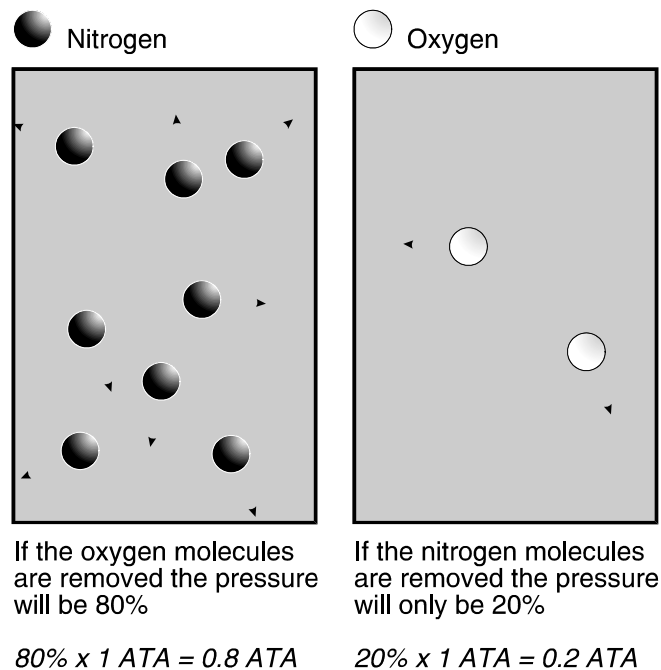 Nitrogen
Oxygen
If the oxygen molecules
are removed the pressure
will be 80%
80% x 1 ATA = 0.8 ATA
If the nitrogen molecules
are removed the pressure
will only be 20%
20% x 1 ATA = 0.2 ATA